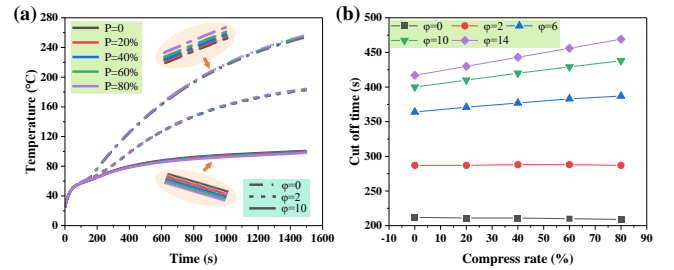 (a)
280
240
200
160
120
80
40
0
Temperature (℃)
P=0
P=20%
P=40%
P=60%
P=80%
φ=0
φ=2
φ=10
0 200 400 600 800 1000 1200 1400 1600
Time (s)
(b)
500
450
400
350
300
250
200
Cut off time (s)
φ=0 φ=2 φ=6
φ=10 φ=14
-10 0 10 20 30 40 50 60 70 80 90
Compress rate (%)